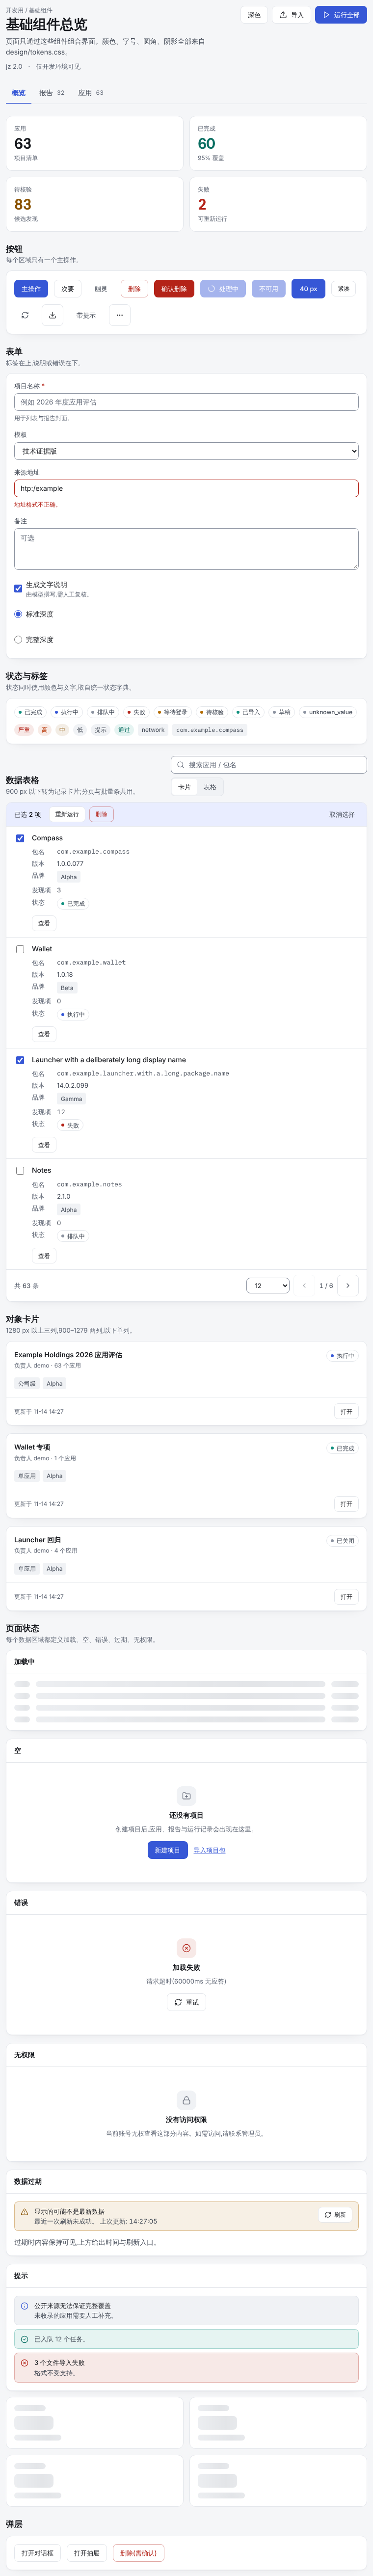 开发用 / 基础组件
基础组件总览
页面只通过这些组件组合界面。颜色、字号、圆角、阴影全部来自
design/tokens.css。
jz 2.0 · 仅开发环境可见
深色
导入
运行全部
概览
报告 32
应用 63
应用
63
项目清单
已完成
60
95% 覆盖
待核验
83
候选发现
失败
2
可重新运行
按钮
每个区域只有一个主操作。
主操作
次要
幽灵
删除
确认删除
处理中
不可用
40 px
紧凑
带提示
表单
标签在上,说明或错误在下。
项目名称 *
例如 2026 年度应用评估
用于列表与报告封面。
模板
技术证据版
来源地址
htp:/example
地址格式不正确。
备注
可选
生成文字说明
由模型撰写,需人工复核。
标准深度
完整深度
状态与标签
状态同时使用颜色与文字,取自统一状态字典。
已完成
执行中
排队中
失败
等待登录
待核验
已导入
草稿
unknown_value
严重
高
中
低
提示
通过
network
com.example.compass
数据表格
900 px 以下转为记录卡片;分页与批量条共用。
搜索应用 / 包名
卡片
表格
已选 2 项
重新运行
删除
取消选择
Compass
包名 com.example.compass
版本 1.0.0.077
品牌 Alpha
发现项 3
状态 已完成
查看
Wallet
包名 com.example.wallet
版本 1.0.18
品牌 Beta
发现项 0
状态 执行中
查看
Launcher with a deliberately long display name
包名 com.example.launcher.with.a.long.package.name
版本 14.0.2.099
品牌 Gamma
发现项 12
状态 失败
查看
Notes
包名 com.example.notes
版本 2.1.0
品牌 Alpha
发现项 0
状态 排队中
查看
共 63 条
12
1 / 6
对象卡片
1280 px 以上三列,900–1279 两列,以下单列。
Example Holdings 2026 应用评估
执行中
负责人 demo · 63 个应用
公司级
Alpha
更新于 11-14 14:27
打开
Wallet 专项
已完成
负责人 demo · 1 个应用
单应用
Alpha
更新于 11-14 14:27
打开
Launcher 回归
已关闭
负责人 demo · 4 个应用
单应用
Alpha
更新于 11-14 14:27
打开
页面状态
每个数据区域都定义加载、空、错误、过期、无权限。
加载中
空
还没有项目
创建项目后,应用、报告与运行记录会出现在这里。
新建项目
导入项目包
错误
加载失败
请求超时(60000ms 无应答)
重试
无权限
没有访问权限
当前账号无权查看这部分内容。如需访问,请联系管理员。
数据过期
显示的可能不是最新数据
最近一次刷新未成功。 上次更新: 14:27:05
刷新
过期时内容保持可见,上方给出时间与刷新入口。
提示
公开来源无法保证完整覆盖
未收录的应用需要人工补充。
已入队 12 个任务。
3 个文件导入失败
格式不受支持。
弹层
打开对话框
打开抽屉
删除(需确认)